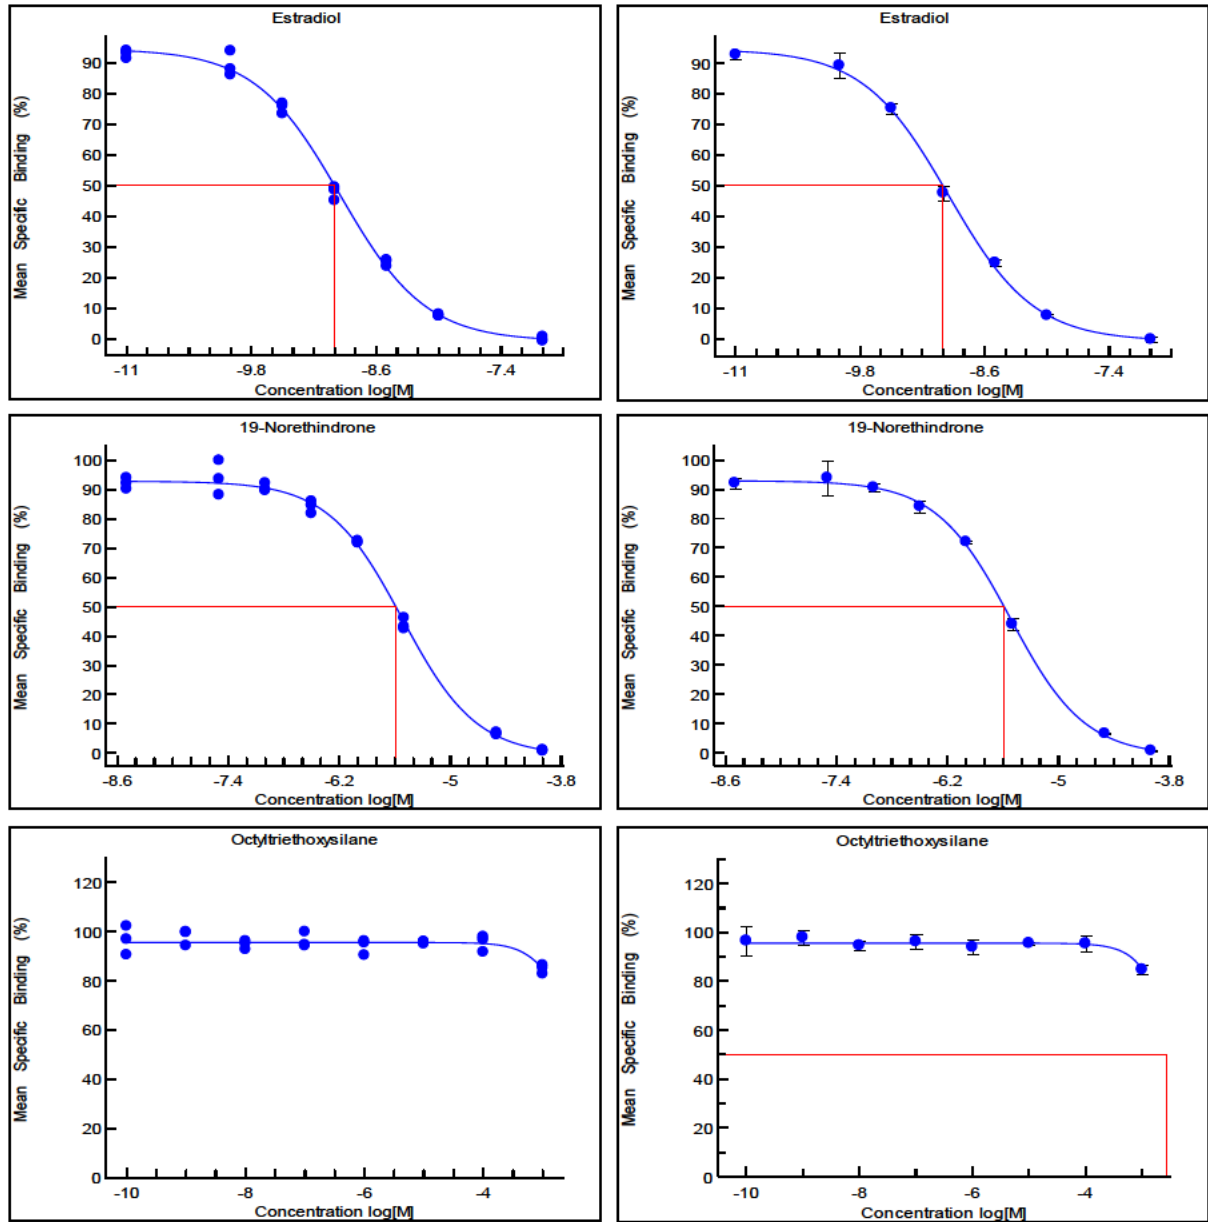 Estradiol
Mean Specific Binding (%)
90
80
70
60
50
40
30
20
10
0
-11 -9.8 -8.6 -7.4
Concentration log[M]
Estradiol
Mean Specific Binding (%)
90
80
70
60
50
40
30
20
10
0
-11 -9.8 -8.6 -7.4
Concentration log[M]
19-Norethindrone
Mean Specific Binding (%)
100
90
80
70
60
50
40
30
20
10
0
-8.6 -7.4 -6.2 -5 -3.8
Concentration log[M]
19-Norethindrone
Mean Specific Binding (%)
100
90
80
70
60
50
40
30
20
10
0
-8.6 -7.4 -6.2 -5 -3.8
Concentration log[M]
Octyltriethoxysilane
Mean Specific Binding (%)
120
100
80
60
40
20
0
-10 -8 -6 -4
Concentration log[M]
Octyltriethoxysilane
Mean Specific Binding (%)
120
100
80
60
40
20
0
-10 -8 -6 -4
Concentration log[M]